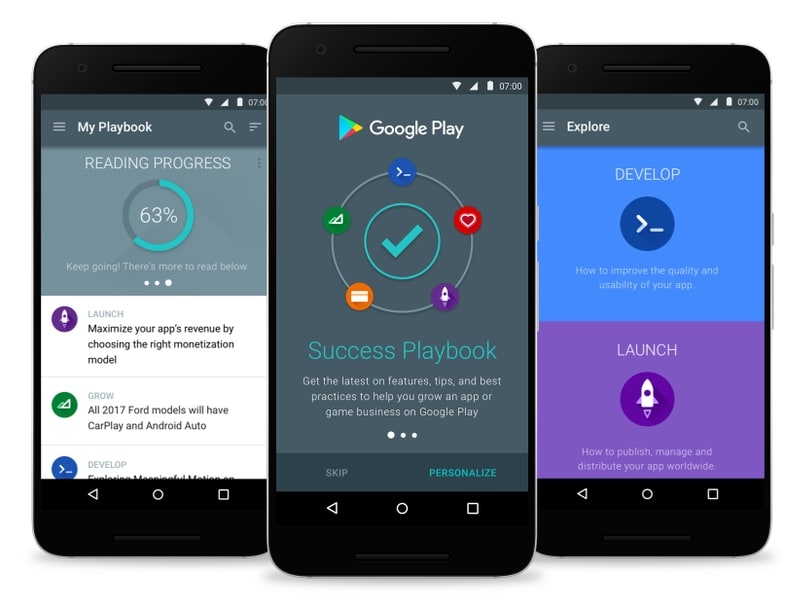 07:00
My Playbook
READING PROGRESS
63%
Keep going! There's more to read below.
LAUNCH
Maximize your app's revenue by
choosing the right monetization
model
GROW
All 2017 Ford models will have
CarPlay and Android Auto
DEVELOP
Exploring Meaningful Motion on
07:00
Google Play
Success Playbook
Get the latest on features, tips, and best
practices to help you grow an app or
game business on Google Play
SKIP
PERSONALIZE
07:00
Explore
DEVELOP
How to improve the quality and
usability of your app.
LAUNCH
How to publish, manage and
distribute your app worldwide.